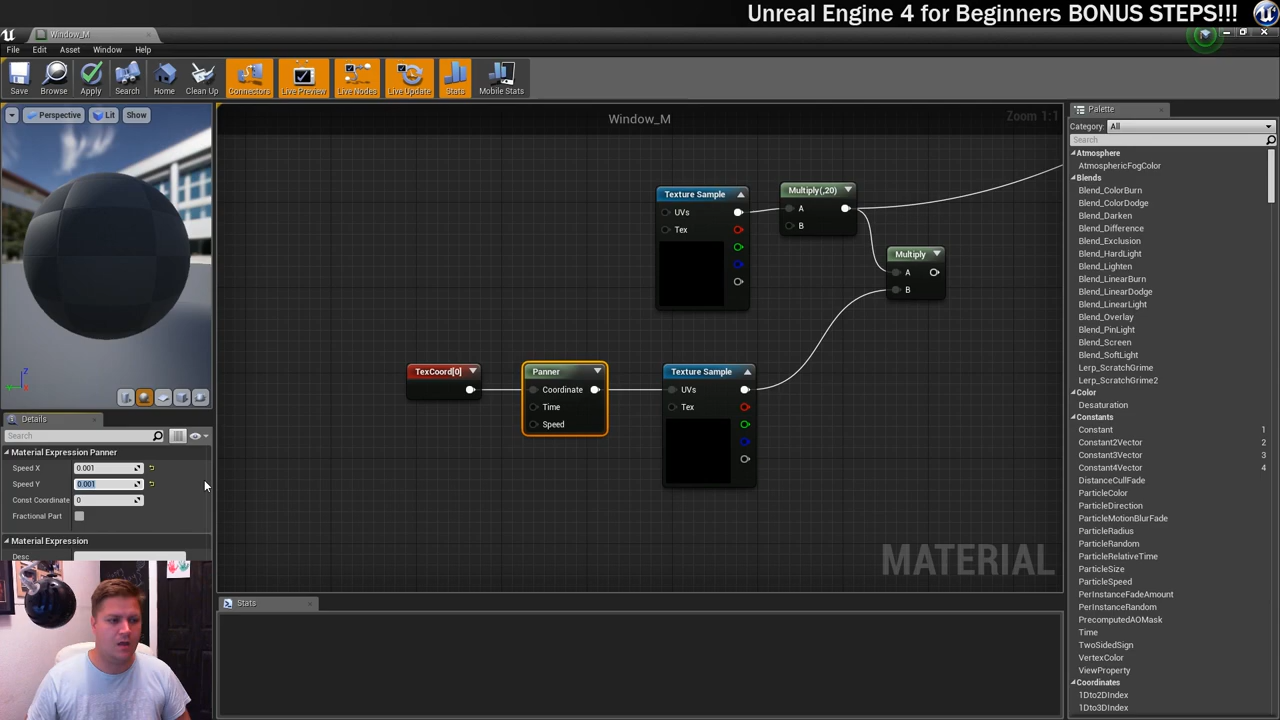 Unreal Engine 4 for Beginners BONUS STEPS!!!
Window_M
File Edit Asset Window Help
Save Browse Apply Search Home Clean Up Connectors Live Preview Live Nodes Live Update Stats Mobile Stats
Perspective Lit Show
Window_M
Zoom 1:1
Palette
Category: All
Search
Atmosphere
AtmosphericFogColor
Blends
Blend_ColorBurn
Blend_ColorDodge
Blend_Darken
Blend_Difference
Blend_Exclusion
Blend_HardLight
Blend_Lighten
Blend_LinearBurn
Blend_LinearDodge
Blend_LinearLight
Blend_Overlay
Blend_PinLight
Blend_Screen
Blend_SoftLight
Lerp_ScratchGrime
Lerp_ScratchGrime2
Color
Desaturation
Constants
Constant 1
Constant2Vector 2
Constant3Vector 3
Constant4Vector 4
DistanceCullFade
ParticleColor
ParticleDirection
ParticleMotionBlurFade
ParticleRadius
ParticleRandom
ParticleRelativeTime
ParticleSize
ParticleSpeed
PerInstanceFadeAmount
PerInstanceRandom
PrecomputedAOMask
Time
TwoSidedSign
VertexColor
ViewProperty
Coordinates
1Dto2DIndex
1Dto3DIndex
Texture Sample
UVs
Tex
Multiply(,20)
A
B
Multiply
A
B
TexCoord[0]
Panner
Coordinate
Time
Speed
Texture Sample
UVs
Tex
MATERIAL
Z
X
Details
Search
Material Expression Panner
Speed X 0.001
Speed Y 0.001
Const Coordinate 0
Fractional Part
Material Expression
Desc
Stats